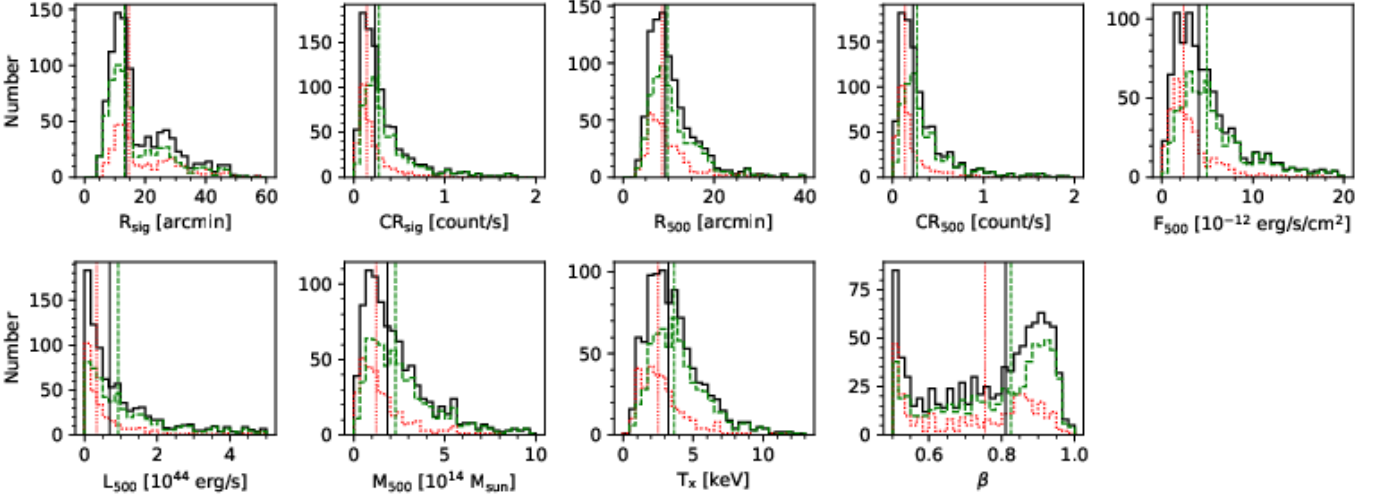 150
100
50
0
Number
0 20 40 60
R_sig [arcmin]
150
100
50
0
0 1 2
CR_sig [count/s]
150
100
50
0
0 20 40
R_500 [arcmin]
150
100
50
0
0 1 2
CR_500 [count/s]
100
50
0
0 10 20
F_500 [10^-12 erg/s/cm^2]
150
100
50
0
Number
0 2 4
L_500 [10^44 erg/s]
100
50
0
0 5 10
M_500 [10^14 M_sun]
100
50
0
0 5 10
T_x [keV]
75
50
25
0
0.6 0.8 1.0
β